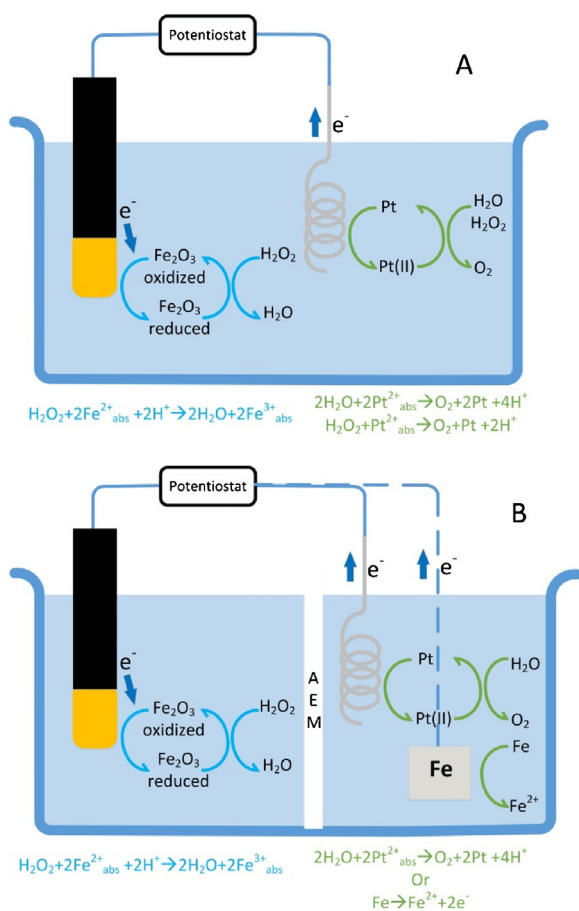 Potentiostat
A
e⁻
e⁻
Fe₂O₃
oxidized
Fe₂O₃
reduced
H₂O₂
H₂O
Pt
Pt(II)
H₂O
H₂O₂
O₂
H₂O₂+2Fe²⁺abs +2H⁺→2H₂O+2Fe³⁺abs
2H₂O+2Pt²⁺abs→O₂+2Pt +4H⁺
H₂O₂+Pt²⁺abs→O₂+Pt +2H⁺
Potentiostat
B
e⁻
e⁻
e⁻
Fe₂O₃
oxidized
Fe₂O₃
reduced
H₂O₂
H₂O
A
E
M
Pt
Pt(II)
H₂O
O₂
Fe
Fe
Fe²⁺
H₂O₂+2Fe²⁺abs +2H⁺→2H₂O+2Fe³⁺abs
2H₂O+2Pt²⁺abs→O₂+2Pt +4H⁺
Or
Fe→Fe²⁺+2e⁻